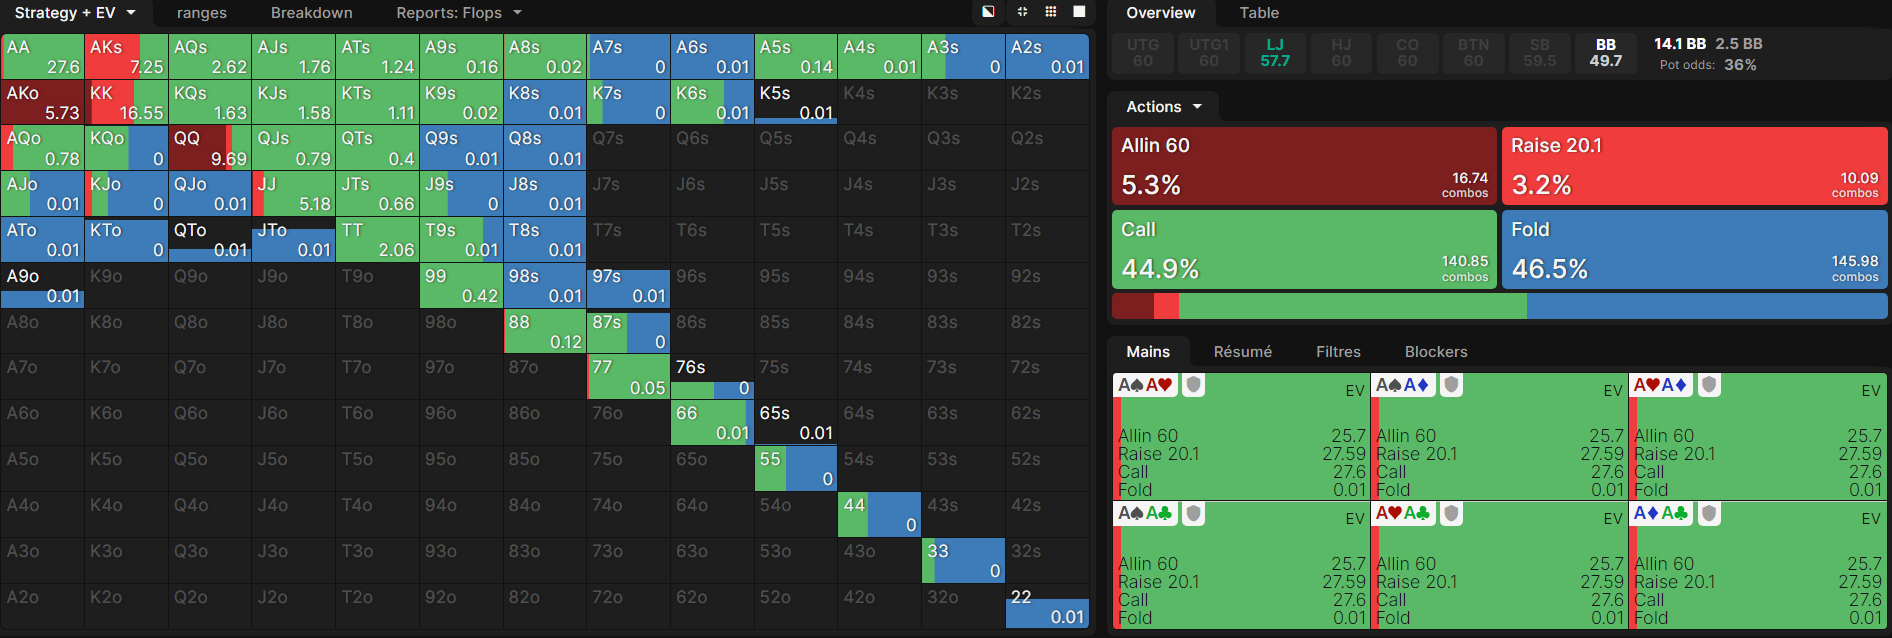 Strategy + EV ranges Breakdown Reports: Flops
AA AKs AQs AJs ATs A9s A8s A7s A6s A5s A4s A3s A2s
27.6 7.25 2.62 1.76 1.24 0.16 0.02 0 0.01 0.14 0.01 0 0.01
AKo KK KQs KJs KTs K9s K8s K7s K6s K5s K4s K3s K2s
5.73 16.55 1.63 1.58 1.11 0.02 0.01 0 0.01 0.01
AQo KQo QQ QJs QTs Q9s Q8s Q7s Q6s Q5s Q4s Q3s Q2s
0.78 0 9.69 0.79 0.4 0.01 0.01
AJo KJo QJo JJ JTs J9s J8s J7s J6s J5s J4s J3s J2s
0.01 0 0.01 5.18 0.66 0 0.01
ATo KTo QTo JTo TT T9s T8s T7s T6s T5s T4s T3s T2s
0.01 0 0.01 0.01 2.06 0.01 0.01
A9o K9o Q9o J9o T9o 99 98s 97s 96s 95s 94s 93s 92s
0.01 0.42 0.01 0.01
A8o K8o Q8o J8o T8o 98o 88 87s 86s 85s 84s 83s 82s
0.12 0
A7o K7o Q7o J7o T7o 97o 87o 77 76s 75s 74s 73s 72s
0.05 0
A6o K6o Q6o J6o T6o 96o 86o 76o 66 65s 64s 63s 62s
0.01 0.01
A5o K5o Q5o J5o T5o 95o 85o 75o 65o 55 54s 53s 52s
0
A4o K4o Q4o J4o T4o 94o 84o 74o 64o 54o 44 43s 42s
0
A3o K3o Q3o J3o T3o 93o 83o 73o 63o 53o 43o 33 32s
0
A2o K2o Q2o J2o T2o 92o 82o 72o 62o 52o 42o 32o 22
0.01
Overview Table
UTG UTG1 LJ HJ CO BTN SB BB
60 60 57.7 60 60 60 59.5 49.7
14.1 BB 2.5 BB
Pot odds: 36%
Actions
Allin 60
5.3% 16.74 combos
Raise 20.1
3.2% 10.09 combos
Call
44.9% 140.85 combos
Fold
46.5% 145.98 combos
Mains Résumé Filtres Blockers
A♠A♥ EV A♠A♦ EV A♥A♦ EV
Allin 60 25.7 Allin 60 25.7 Allin 60 25.7
Raise 20.1 27.59 Raise 20.1 27.59 Raise 20.1 27.59
Call 27.6 Call 27.6 Call 27.6
Fold 0.01 Fold 0.01 Fold 0.01
A♠A♣ EV A♥A♣ EV A♦A♣ EV
Allin 60 25.7 Allin 60 25.7 Allin 60 25.7
Raise 20.1 27.59 Raise 20.1 27.59 Raise 20.1 27.59
Call 27.6 Call 27.6 Call 27.6
Fold 0.01 Fold 0.01 Fold 0.01